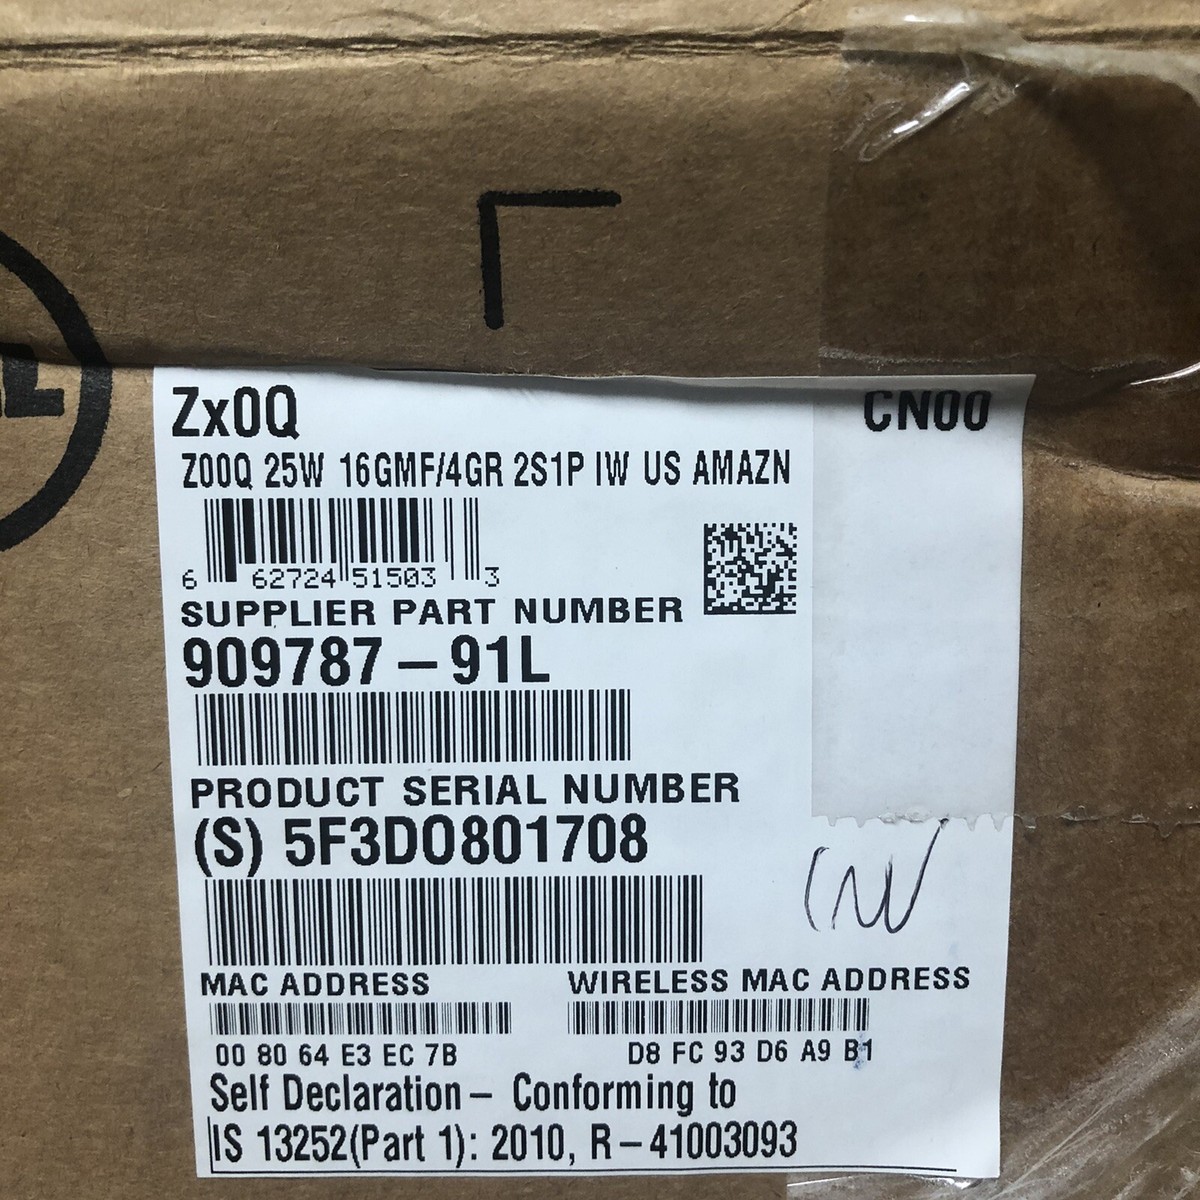 Zx0Q
CN00
Z00Q 25W 16GMF/4GR 2S1P IW US AMAZN
6 62724 51503 3
SUPPLIER PART NUMBER
909787-91L
PRODUCT SERIAL NUMBER
(S) 5F3DO801708
MAC ADDRESS
WIRELESS MAC ADDRESS
00 80 64 E3 EC 7B
D8 FC 93 D6 A9 B1
Self Declaration- Conforming to
IS 13252(Part 1): 2010, R-41003093